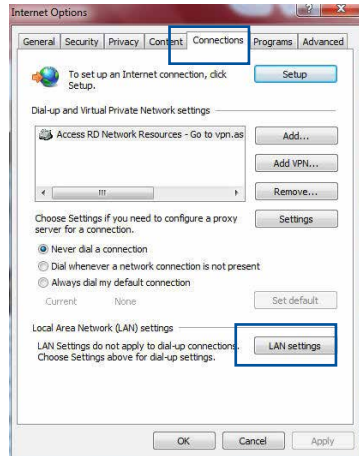 Internet Options
General Security Privacy Content Connections Programs Advanced
To set up an Internet connection, click
Setup.
Setup
Dial-up and Virtual Private Network settings
Access RD Network Resources - Go to vpn.as
Add...
Add VPN...
Remove...
Choose Settings if you need to configure a proxy
server for a connection.
Settings
Never dial a connection
Dial whenever a network connection is not present
Always dial my default connection
Current None
Set default
Local Area Network (LAN) settings
LAN Settings do not apply to dial-up connections.
Choose Settings above for dial-up settings.
LAN settings
OK Cancel Apply